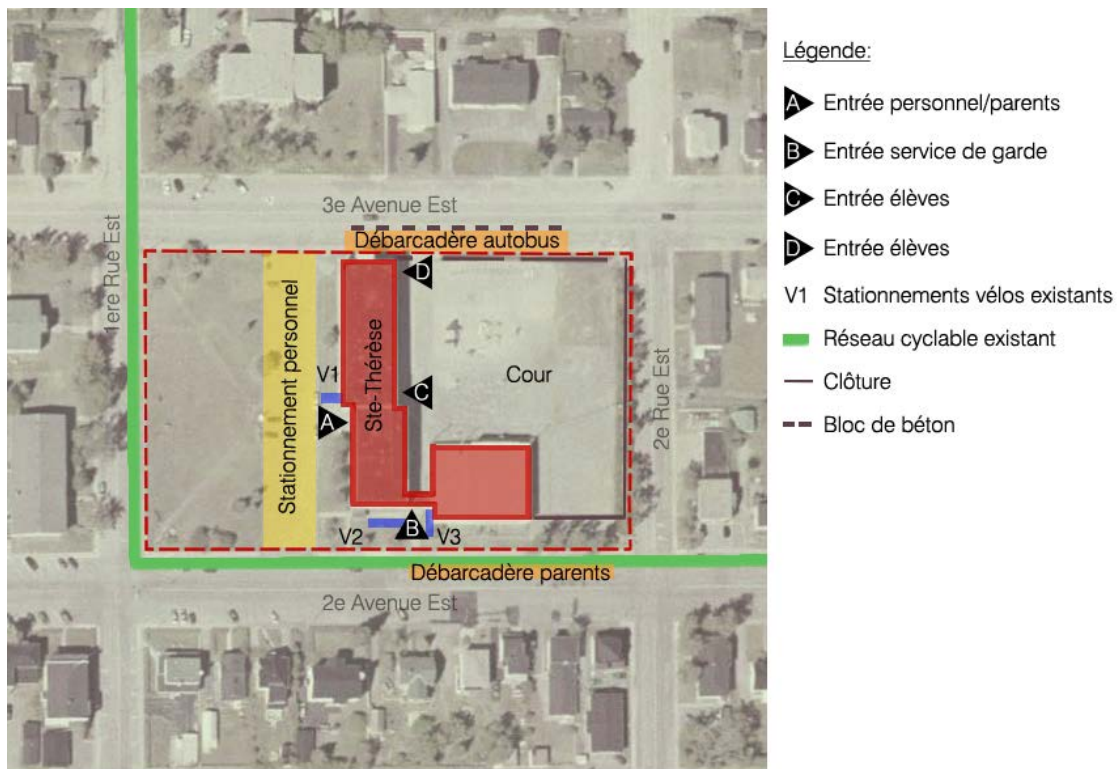 Légende:
A Entrée personnel/parents
B Entrée service de garde
C Entrée élèves
D Entrée élèves
V1 Stationnements vélos existants
Réseau cyclable existant
Clôture
Bloc de béton
3e Avenue Est
Débarcadère autobus
1ere Rue Est
Stationnement personnel
Ste-Thérèse
D
V1
C
Cour
A
2e Rue Est
V2
B
V3
Débarcadère parents
2e Avenue Est